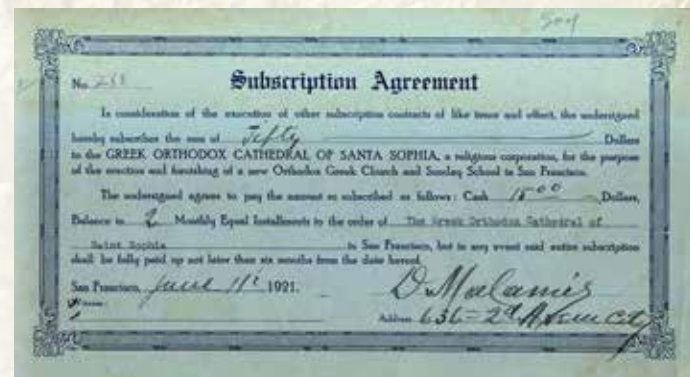 No.
Subscription Agreement
In consideration of the execution of other subscription contracts of like tenor and effect, the undersigned
hereby subscribes the sum of Fifty Dollars
to the GREEK ORTHODOX CATHEDRAL OF SANTA SOPHIA, a religious corporation, for the purpose
of the erection and furnishing of a new Orthodox Greek Church and Sunday School in San Francisco.
The undersigned agrees to pay the amount so subscribed as follows: Cash 15 00 Dollars,
Balance in 2 Monthly Equal Installments to the order of The Greek Orthodox Cathedral of
Saint Sophia in San Francisco, but in any event said entire subscription
shall be fully paid up not later than six months from the date hereof.
San Francisco, June 11 1921.
D. Malamis
Address 636-2d Aven City